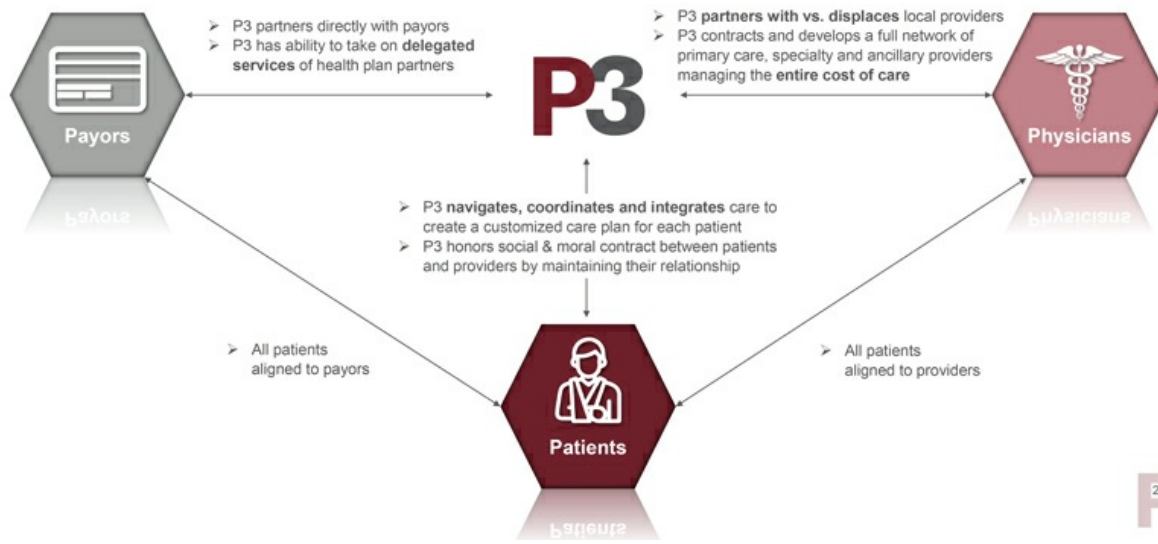 ➢ P3 partners directly with payors
➢ P3 has ability to take on delegated
services of health plan partners
P3
➢ P3 partners with vs. displaces local providers
➢ P3 contracts and develops a full network of
primary care, specialty and ancillary providers
managing the entire cost of care
Payors
Physicians
Payors
Physicians
➢ P3 navigates, coordinates and integrates care to
create a customized care plan for each patient
➢ P3 honors social & moral contract between patients
and providers by maintaining their relationship
➢ All patients
aligned to payors
➢ All patients
aligned to providers
Patients
Patients